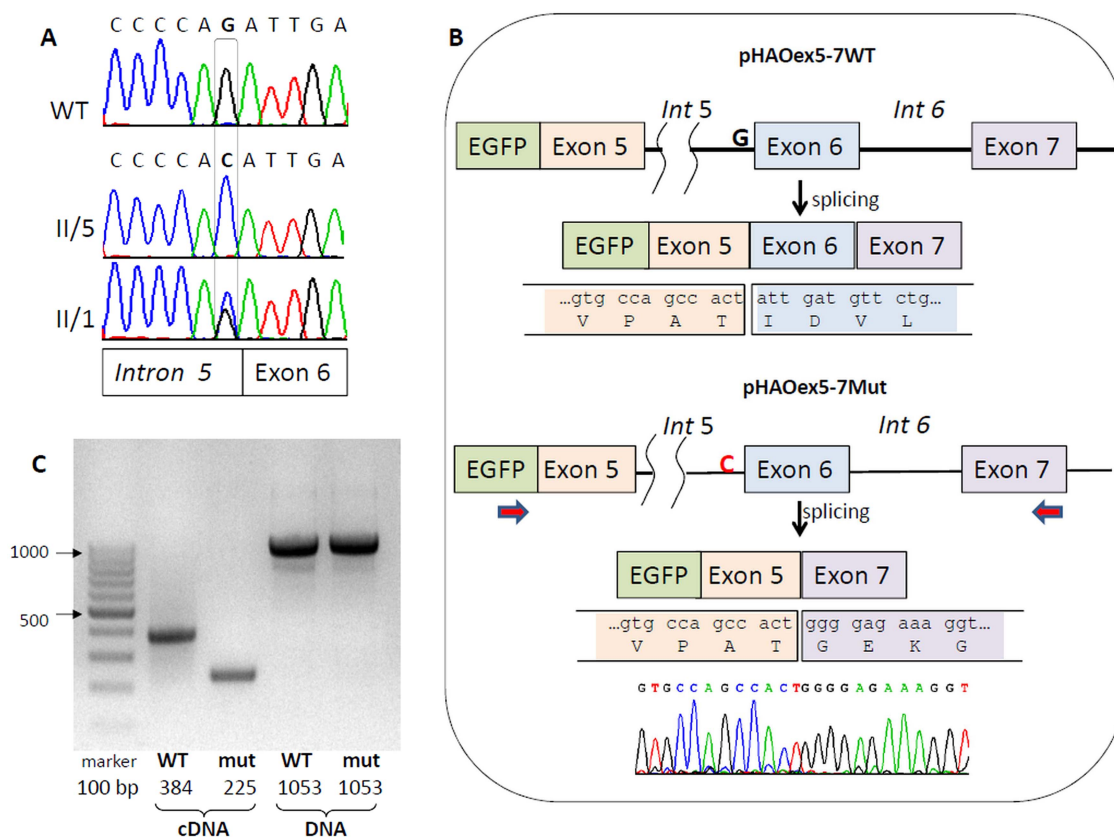 A
C C C C A G A T T G A
WT
C C C C A C A T T G A
II/5
II/1
Intron 5 Exon 6
B
pHAOex5-7WT
Int 5 Int 6
G
EGFP Exon 5 Exon 6 Exon 7
splicing
EGFP Exon 5 Exon 6 Exon 7
...gtg cca gcc act att gat gtt ctg...
V P A T I D V L
pHAOex5-7Mut
Int 5 Int 6
C
EGFP Exon 5 Exon 6 Exon 7
splicing
EGFP Exon 5 Exon 7
...gtg cca gcc act ggg gag aaa ggt...
V P A T G E K G
G T G C C A G C C A C T G G G G A G A A A G G T
C
1000
500
marker WT mut WT mut
100 bp 384 225 1053 1053
cDNA DNA